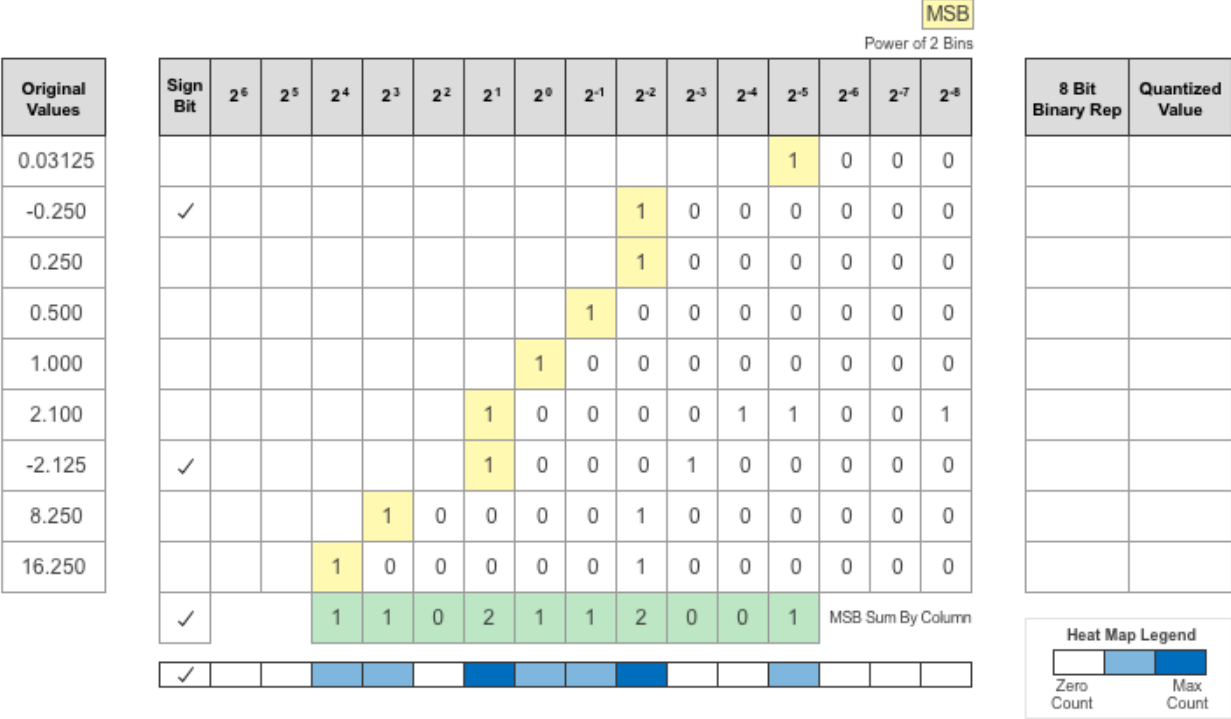 MSB
Power of 2 Bins
Original Values | Sign Bit | 2⁶ | 2⁵ | 2⁴ | 2³ | 2² | 2¹ | 2⁰ | 2⁻¹ | 2⁻² | 2⁻³ | 2⁻⁴ | 2⁻⁵ | 2⁻⁶ | 2⁻⁷ | 2⁻⁸ | 8 Bit Binary Rep | Quantized Value
0.03125 1 0 0 0
-0.250 ✓ 1 0 0 0 0 0 0
0.250 1 0 0 0 0 0 0
0.500 1 0 0 0 0 0 0 0
1.000 1 0 0 0 0 0 0 0 0
2.100 1 0 0 0 0 1 1 0 0 1
-2.125 ✓ 1 0 0 0 1 0 0 0 0 0
8.250 1 0 0 0 0 1 0 0 0 0 0 0
16.250 1 0 0 0 0 0 1 0 0 0 0 0 0
✓ 1 1 0 2 1 1 2 0 0 1 MSB Sum By Column
✓
Heat Map Legend
Zero Count
Max Count